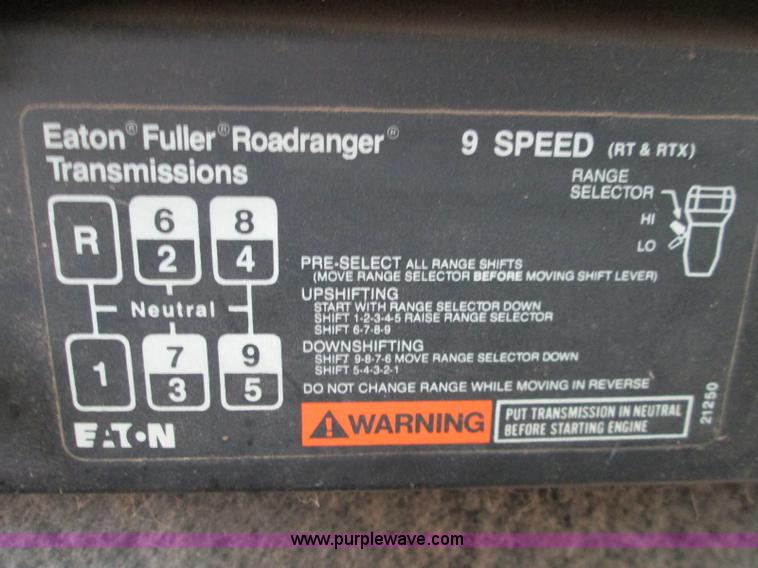 Eaton® Fuller® Roadranger®
Transmissions
9 SPEED (RT & RTX)
RANGE
SELECTOR
HI
LO
R
6
2
8
4
Neutral
1
7
3
9
5
EATON
PRE-SELECT ALL RANGE SHIFTS
(MOVE RANGE SELECTOR BEFORE MOVING SHIFT LEVER)
UPSHIFTING
START WITH RANGE SELECTOR DOWN
SHIFT 1-2-3-4-5 RAISE RANGE SELECTOR
SHIFT 6-7-8-9
DOWNSHIFTING
SHIFT 9-8-7-6 MOVE RANGE SELECTOR DOWN
SHIFT 5-4-3-2-1
DO NOT CHANGE RANGE WHILE MOVING IN REVERSE
WARNING
PUT TRANSMISSION IN NEUTRAL
BEFORE STARTING ENGINE
21250
www.purplewave.com